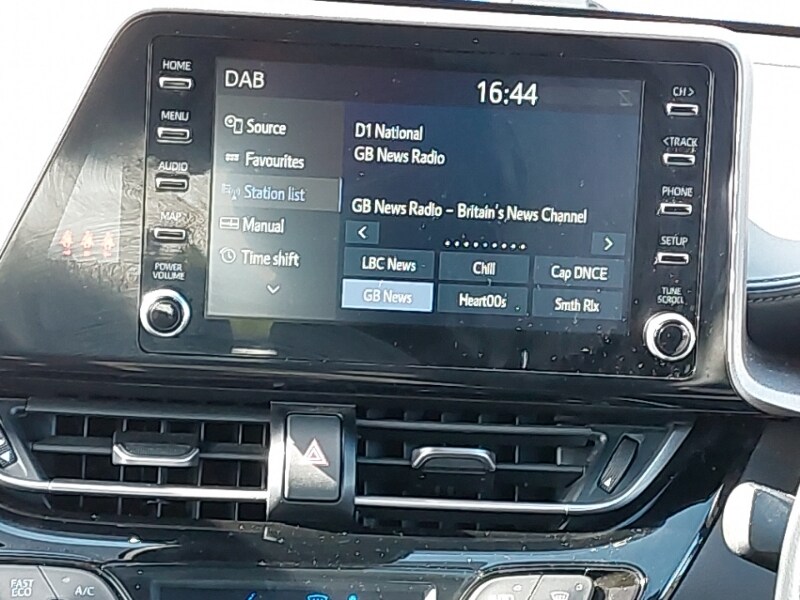 DAB
16:44
HOME
MENU
AUDIO
MAP
POWER
VOLUME
Source
Favourites
Station list
Manual
Time shift
D1 National
GB News Radio
GB News Radio – Britain's News Channel
<
>
LBC News
Chill
Cap DNCE
GB News
Heart00s
Smth Rlx
CH >
<TRACK
PHONE
SETUP
TUNE
SCROLL
FAST
ECO
A/C